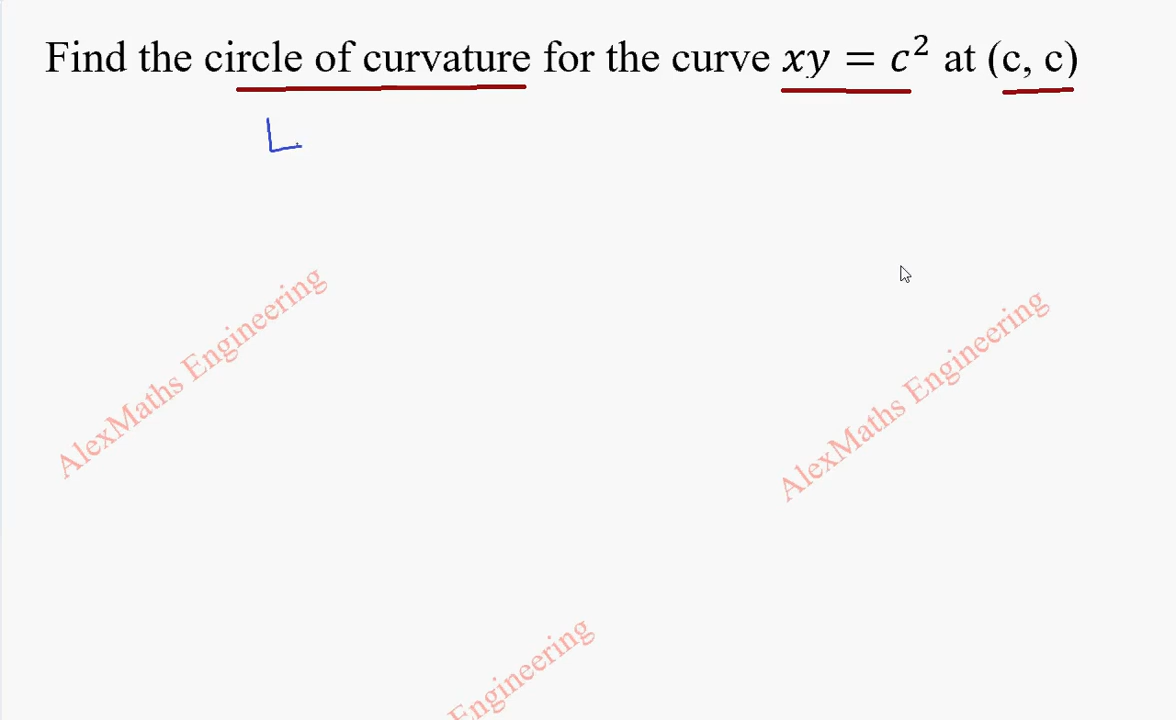 Find the circle of curvature for the curve 𝑥𝑦 = 𝑐² at (c, c)
L
AlexMaths Engineering
AlexMaths Engineering
Engineering